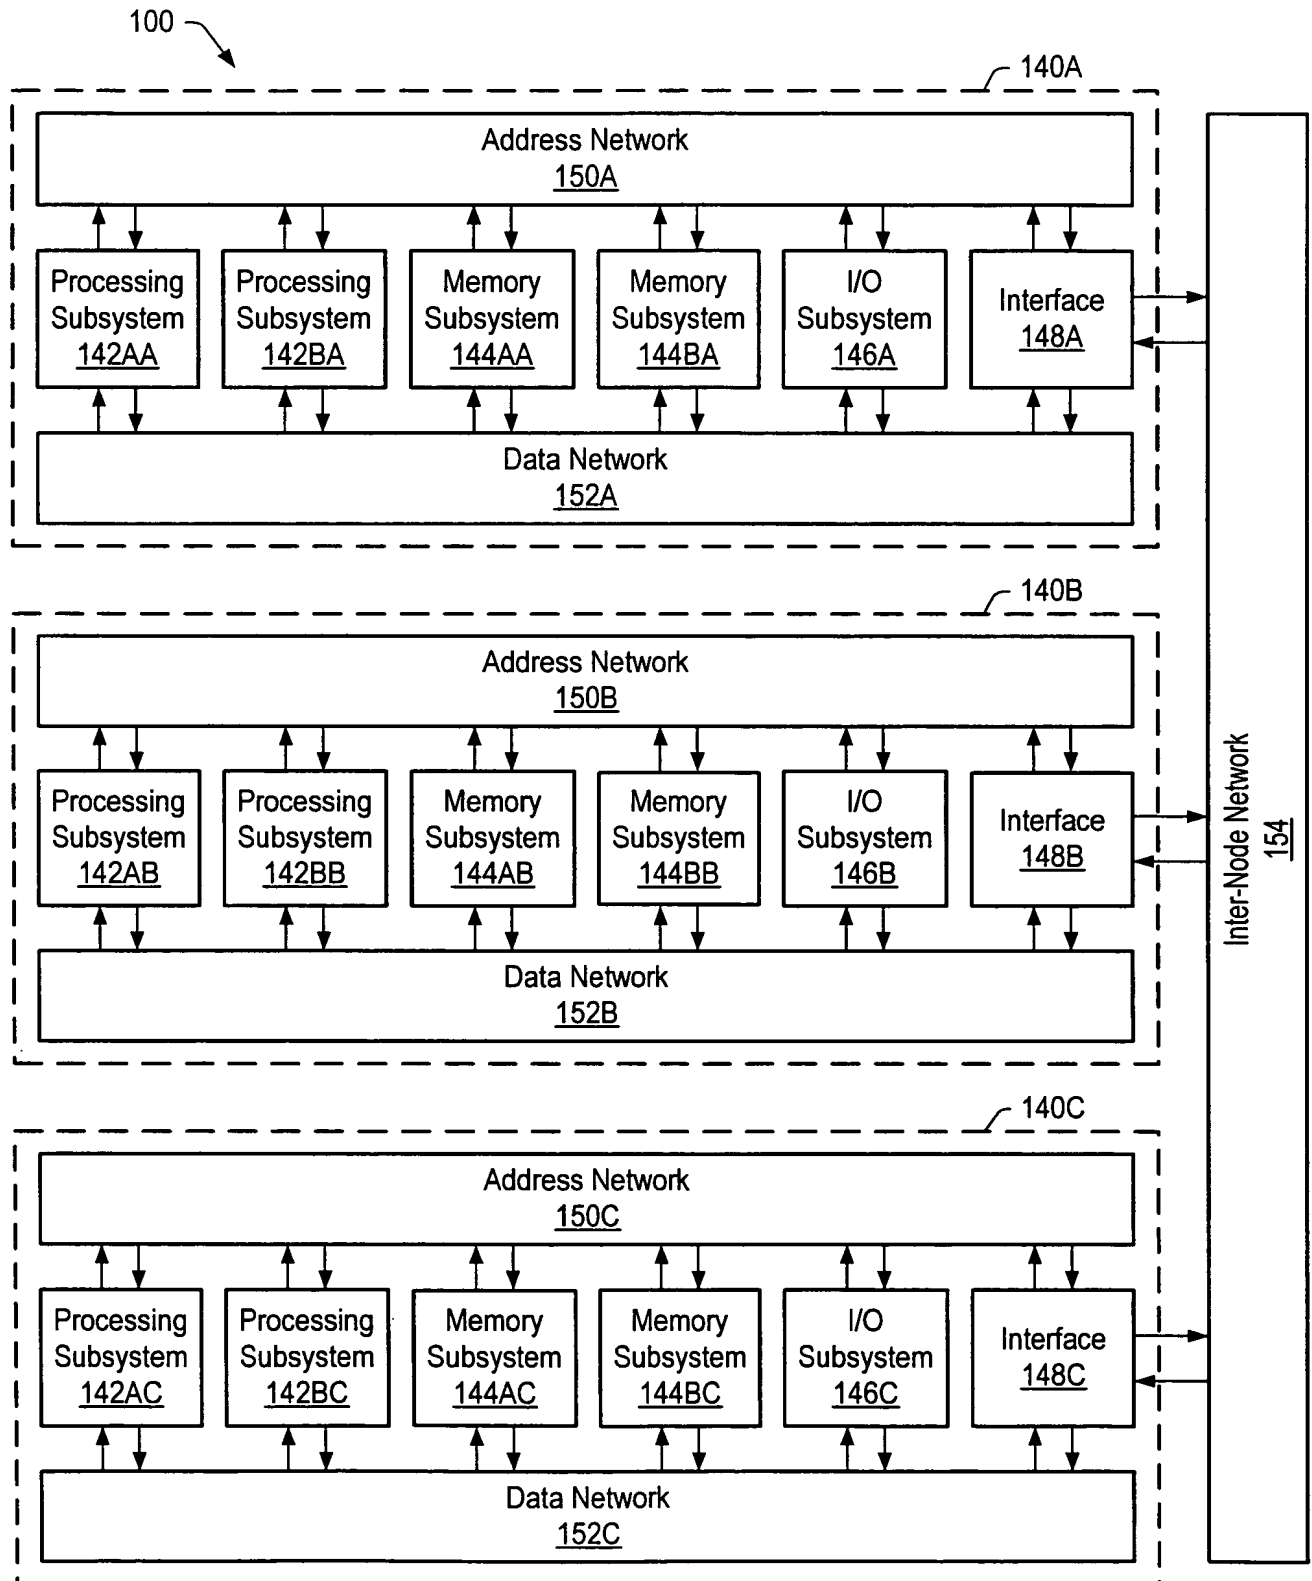 100
140A
Address Network
150A
Processing
Subsystem
142AA
Processing
Subsystem
142BA
Memory
Subsystem
144AA
Memory
Subsystem
144BA
I/O
Subsystem
146A
Interface
148A
Data Network
152A
140B
Address Network
150B
Processing
Subsystem
142AB
Processing
Subsystem
142BB
Memory
Subsystem
144AB
Memory
Subsystem
144BB
I/O
Subsystem
146B
Interface
148B
Data Network
152B
140C
Address Network
150C
Processing
Subsystem
142AC
Processing
Subsystem
142BC
Memory
Subsystem
144AC
Memory
Subsystem
144BC
I/O
Subsystem
146C
Interface
148C
Data Network
152C
Inter-Node Network
154